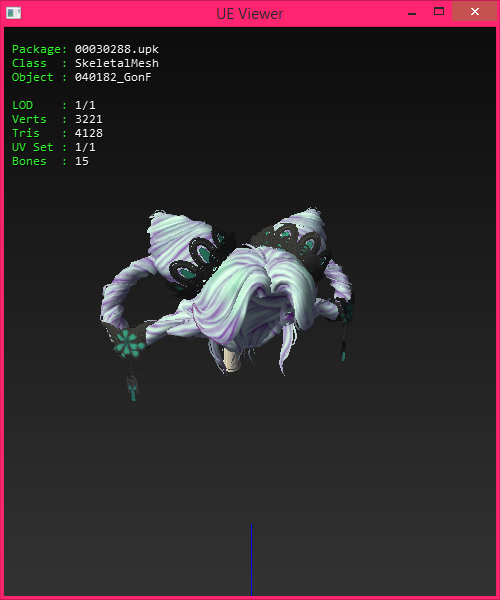 UE Viewer
Package: 00030288.upk
Class : SkeletalMesh
Object : 040182_GonF
LOD : 1/1
Verts : 3221
Tris : 4128
UV Set : 1/1
Bones : 15